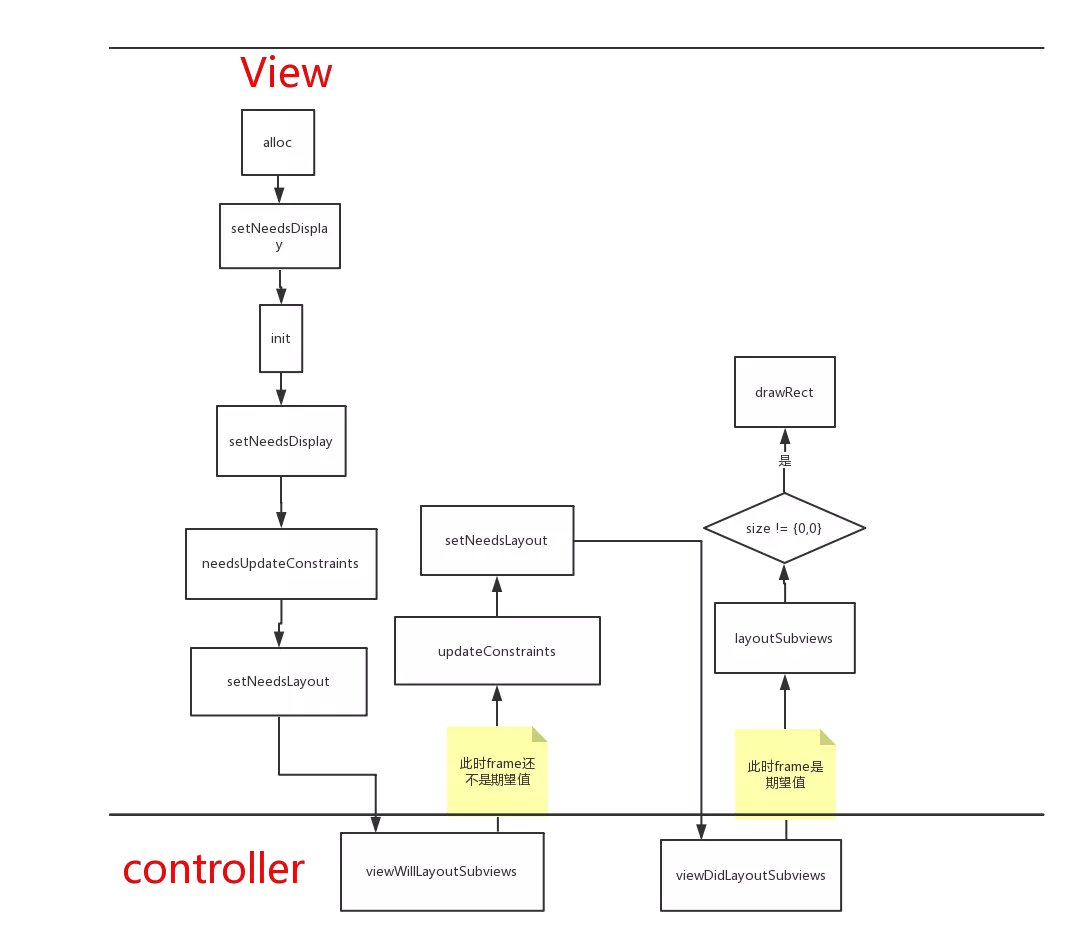 View
alloc
setNeedsDispla
y
init
setNeedsDisplay
needsUpdateConstraints
setNeedsLayout
setNeedsLayout
updateConstraints
此时frame还
不是期望值
drawRect
是
size != {0,0}
layoutSubviews
此时frame是
期望值
controller
viewWillLayoutSubviews
viewDidLayoutSubviews